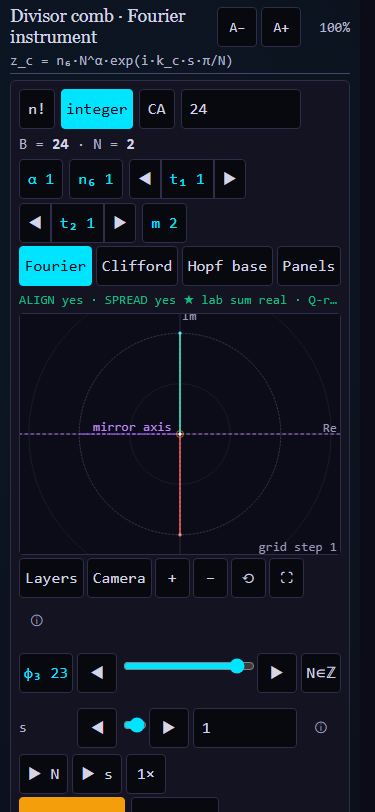 Divisor comb · Fourier instrument
A− A+ 100%
z_c = n₆·N^α·exp(i·k_c·s·π/N)
n! integer CA 24
B = 24 · N = 2
α 1 n₆ 1 ◀ t₁ 1 ▶
◀ t₂ 1 ▶ m 2
Fourier Clifford Hopf base Panels
ALIGN yes · SPREAD yes ★ lab sum real · Q-r…
Im
mirror axis
Re
grid step 1
Layers Camera + − ⟲ ⛶
ⓘ
ϕ₃ 23 ◀ ▶ N∈ℤ
s ◀ ▶ 1 ⓘ
▶ N ▶ s 1×